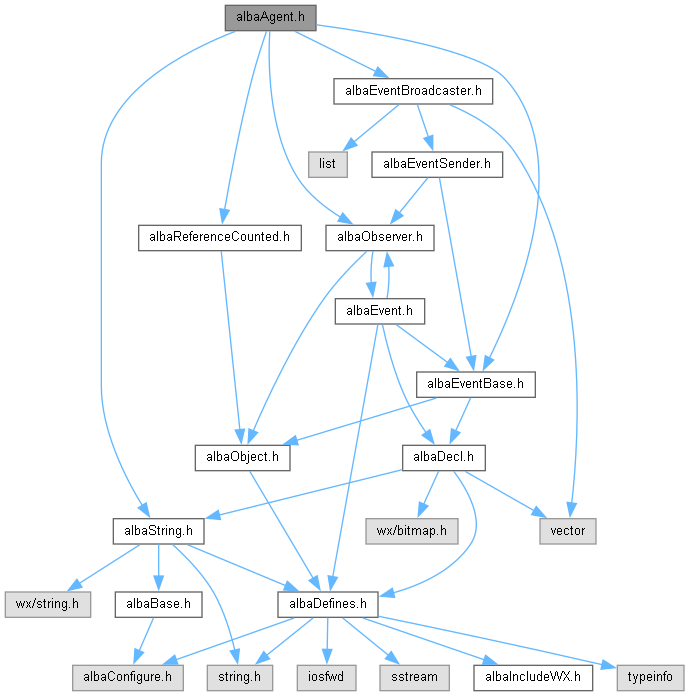 albaAgent.h
albaEventBroadcaster.h
list
albaEventSender.h
albaReferenceCounted.h
albaObserver.h
albaEvent.h
albaEventBase.h
albaObject.h
albaDecl.h
albaString.h
wx/bitmap.h
vector
wx/string.h
albaBase.h
albaDefines.h
albaConfigure.h
string.h
iosfwd
sstream
albaIncludeWX.h
typeinfo